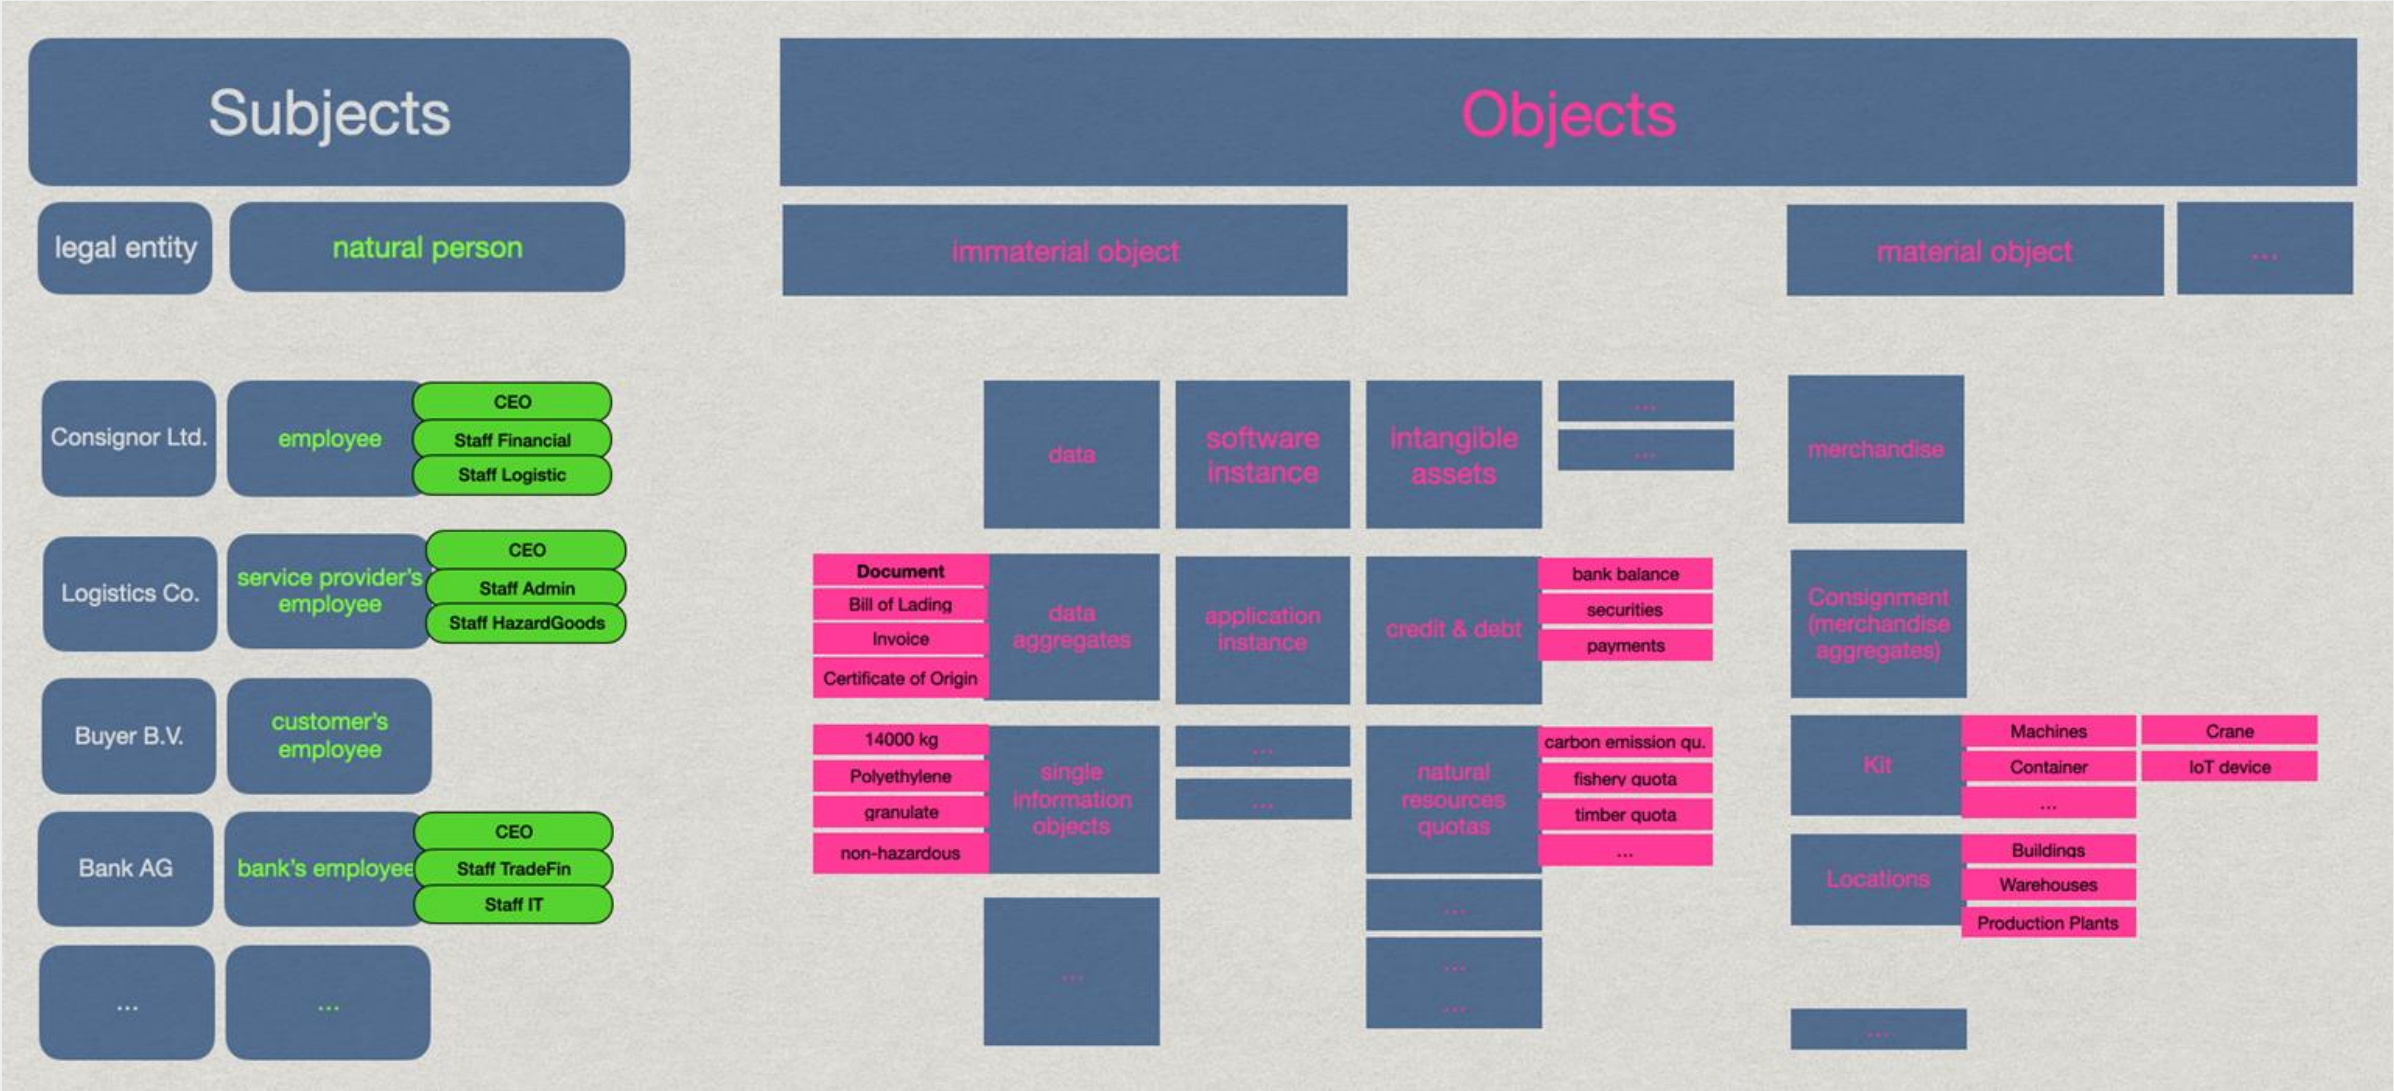 Subjects
Objects
legal entity
natural person
immaterial object
material object
...
Consignor Ltd.
employee
CEO
Staff Financial
Staff Logistic
Logistics Co.
service provider's
employee
CEO
Staff Admin
Staff HazardGoods
Buyer B.V.
customer's
employee
Bank AG
bank's employee
CEO
Staff TradeFin
Staff IT
...
...
data
software
instance
intangible
assets
...
...
merchandise
Document
Bill of Lading
Invoice
Certificate of Origin
data
aggregates
application
instance
credit & debt
bank balance
securities
payments
Consignment
(merchandise
aggregates)
14000 kg
Polyethylene
granulate
non-hazardous
single
information
objects
...
...
natural
resources
quotas
carbon emission qu.
fishery quota
timber quota
...
Kit
Machines
Container
...
Crane
IoT device
Locations
Buildings
Warehouses
Production Plants
...
...
...
...
...